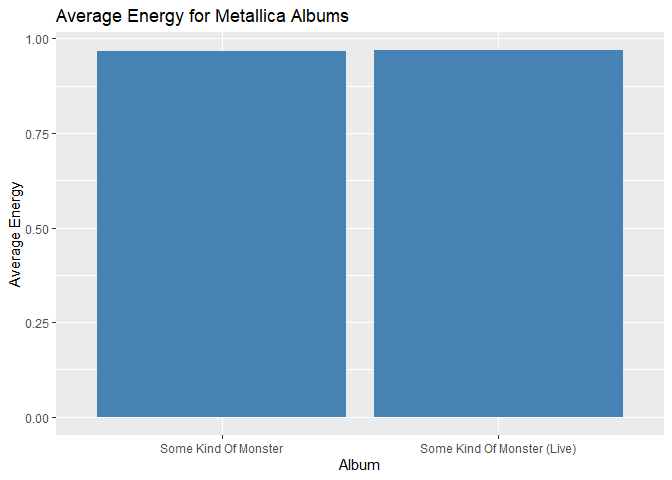 Average Energy for Metallica Albums
Average Energy
1.00
0.75
0.50
0.25
0.00
Some Kind Of Monster
Some Kind Of Monster (Live)
Album